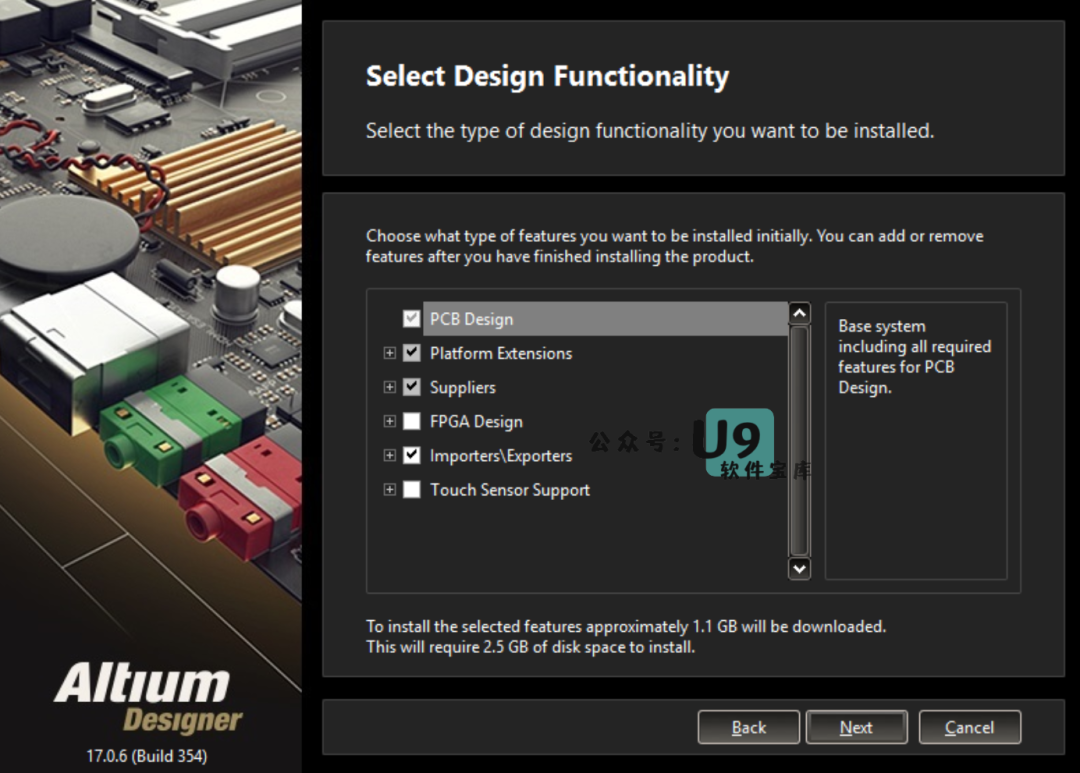 Select Design Functionality
Select the type of design functionality you want to be installed.
Choose what type of features you want to be installed initially. You can add or remove
features after you have finished installing the product.
PCB Design
Platform Extensions
Suppliers
FPGA Design
Importers\Exporters
Touch Sensor Support
Base system
including all required
features for PCB
Design.
公众号:U9
软件宝库
To install the selected features approximately 1.1 GB will be downloaded.
This will require 2.5 GB of disk space to install.
Altium
Designer
17.0.6 (Build 354)
Back
Next
Cancel